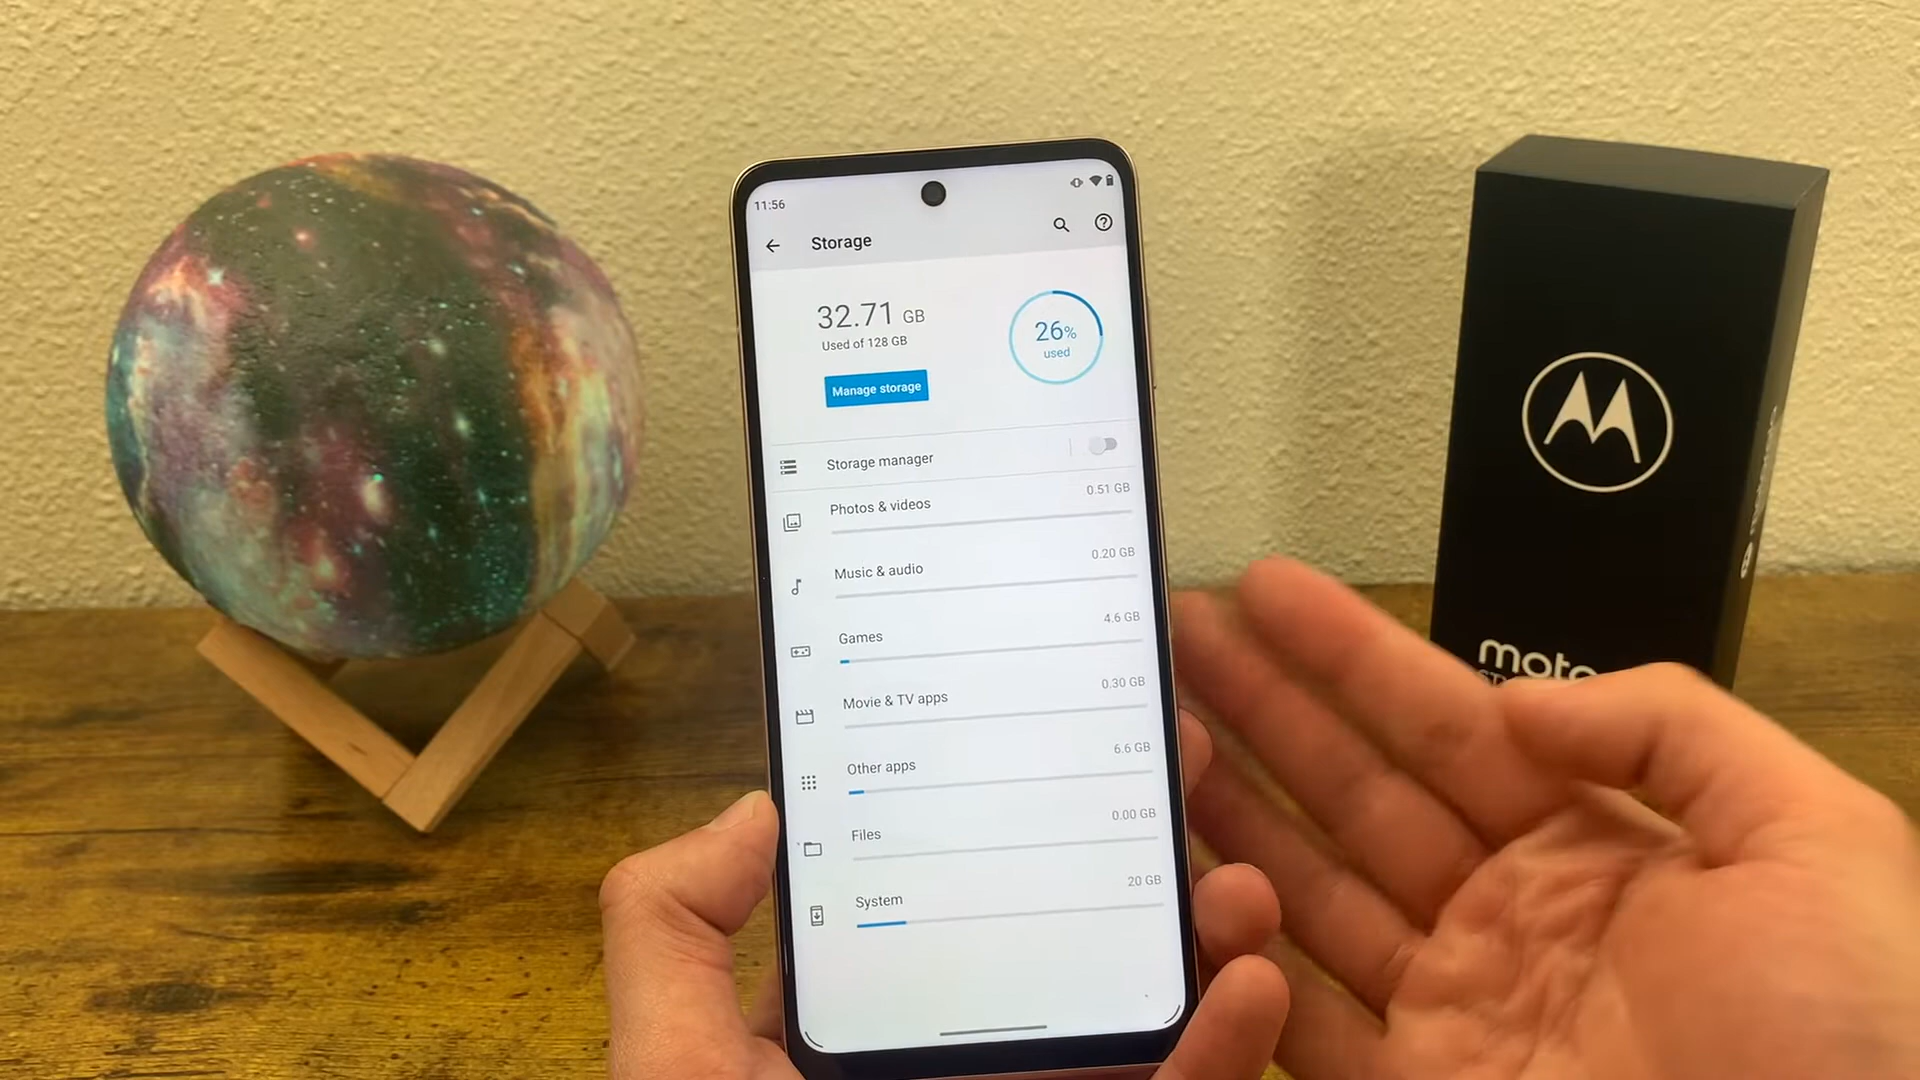 11:56
Storage
32.71 GB
Used of 128 GB
26%
used
Manage storage
Storage manager
Photos & videos
0.51 GB
Music & audio
0.20 GB
Games
4.6 GB
Movie & TV apps
0.30 GB
Other apps
6.6 GB
Files
0.00 GB
System
20 GB
moto